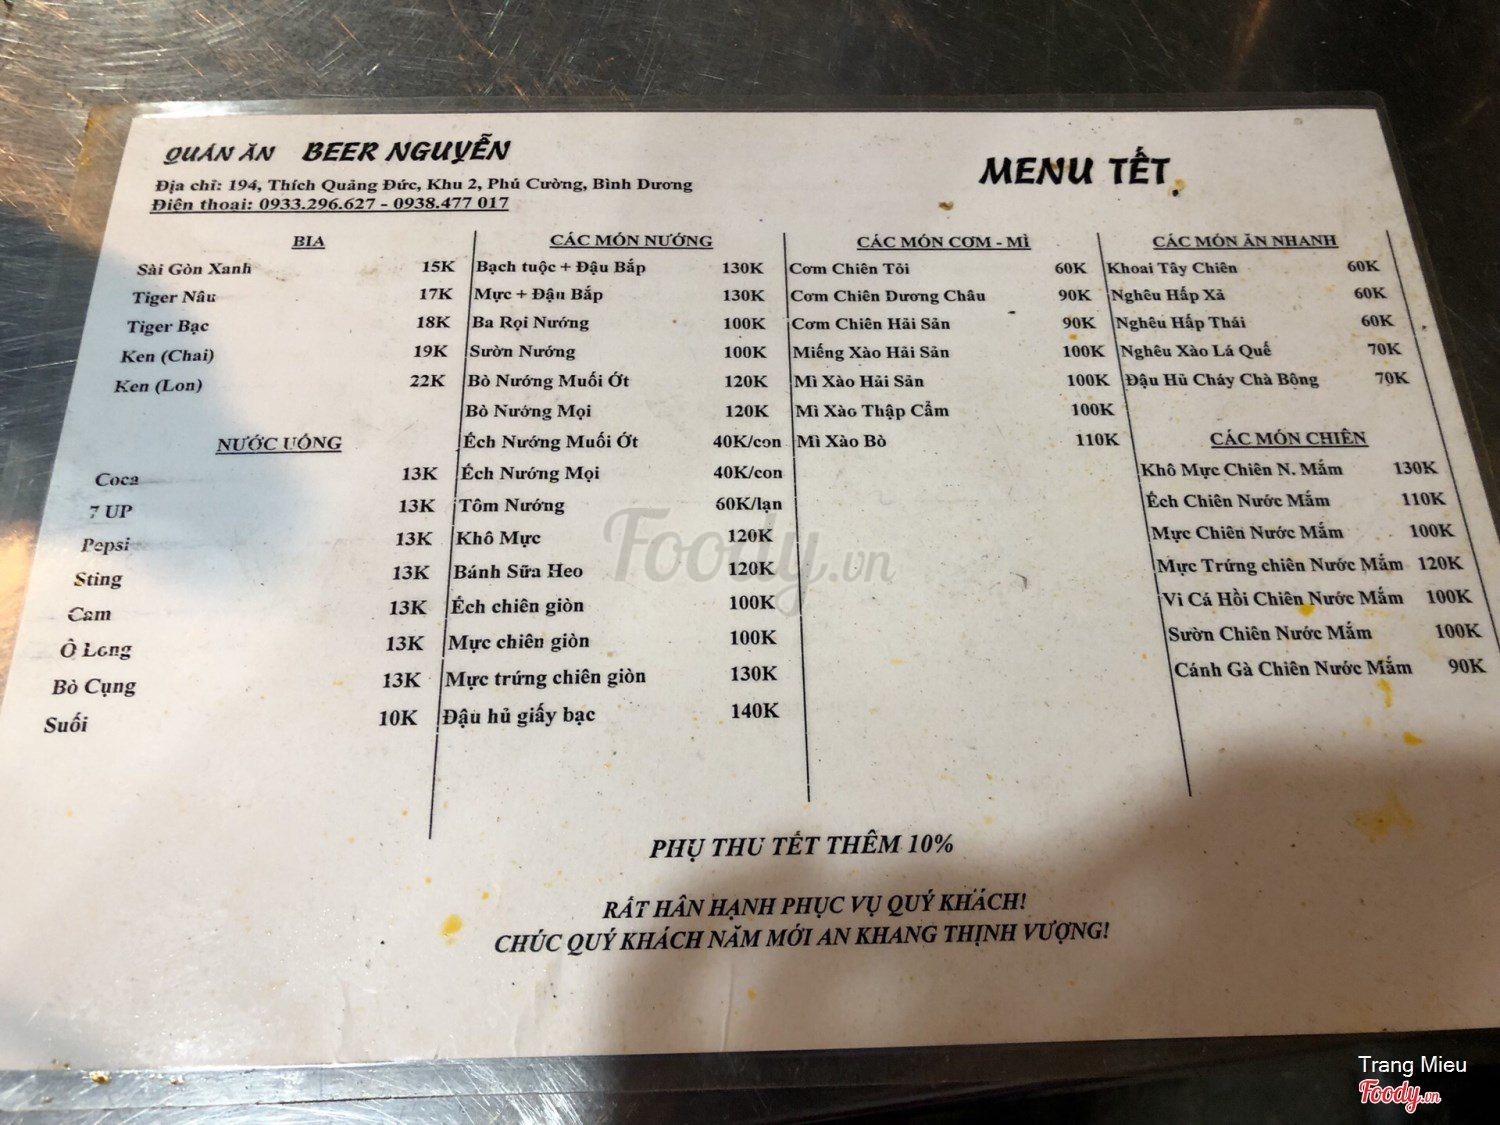 QUÁN ĂN BEER NGUYỄN
Địa chỉ: 194, Thích Quảng Đức, Khu 2, Phú Cường, Bình Dương
Điện thoại: 0933.296.627 - 0938.477 017
MENU TẾT
BIA
Sài Gòn Xanh 15K
Tiger Nâu 17K
Tiger Bạc 18K
Ken (Chai) 19K
Ken (Lon) 22K
NƯỚC UỐNG
Coca 13K
7 UP 13K
Pepsi 13K
Sting 13K
Cam 13K
Ô Long 13K
Bò Cụng 13K
Suối 10K
CÁC MÓN NƯỚNG
Bạch tuộc + Đậu Bắp 130K
Mực + Đậu Bắp 130K
Ba Rọi Nướng 100K
Sườn Nướng 100K
Bò Nướng Muối Ớt 120K
Bò Nướng Mọi 120K
Ếch Nướng Muối Ớt 40K/con
Ếch Nướng Mọi 40K/con
Tôm Nướng 60K/lạn
Khô Mực 120K
Bánh Sữa Heo 120K
Ếch chiên giòn 100K
Mực chiên giòn 100K
Mực trứng chiên giòn 130K
Đậu hủ giấy bạc 140K
CÁC MÓN CƠM - MÌ
Cơm Chiên Tỏi 60K
Cơm Chiên Dương Châu 90K
Cơm Chiên Hải Sản 90K
Miếng Xào Hải Sản 100K
Mì Xào Hải Sản 100K
Mì Xào Thập Cẩm 100K
Mì Xào Bò 110K
CÁC MÓN ĂN NHANH
Khoai Tây Chiên 60K
Nghêu Hấp Xả 60K
Nghêu Hấp Thái 60K
Nghêu Xào Lá Quế 70K
Đậu Hủ Cháy Chà Bông 70K
CÁC MÓN CHIÊN
Khô Mực Chiên N. Mắm 130K
Ếch Chiên Nước Mắm 110K
Mực Chiên Nước Mắm 100K
Mực Trứng chiên Nước Mắm 120K
Vi Cá Hồi Chiên Nước Mắm 100K
Sườn Chiên Nước Mắm 100K
Cánh Gà Chiên Nước Mắm 90K
PHỤ THU TẾT THÊM 10%
RẤT HÂN HẠNH PHỤC VỤ QUÝ KHÁCH!
CHÚC QUÝ KHÁCH NĂM MỚI AN KHANG THỊNH VƯỢNG!
Foody.vn
Trang Mieu
Foody.vn